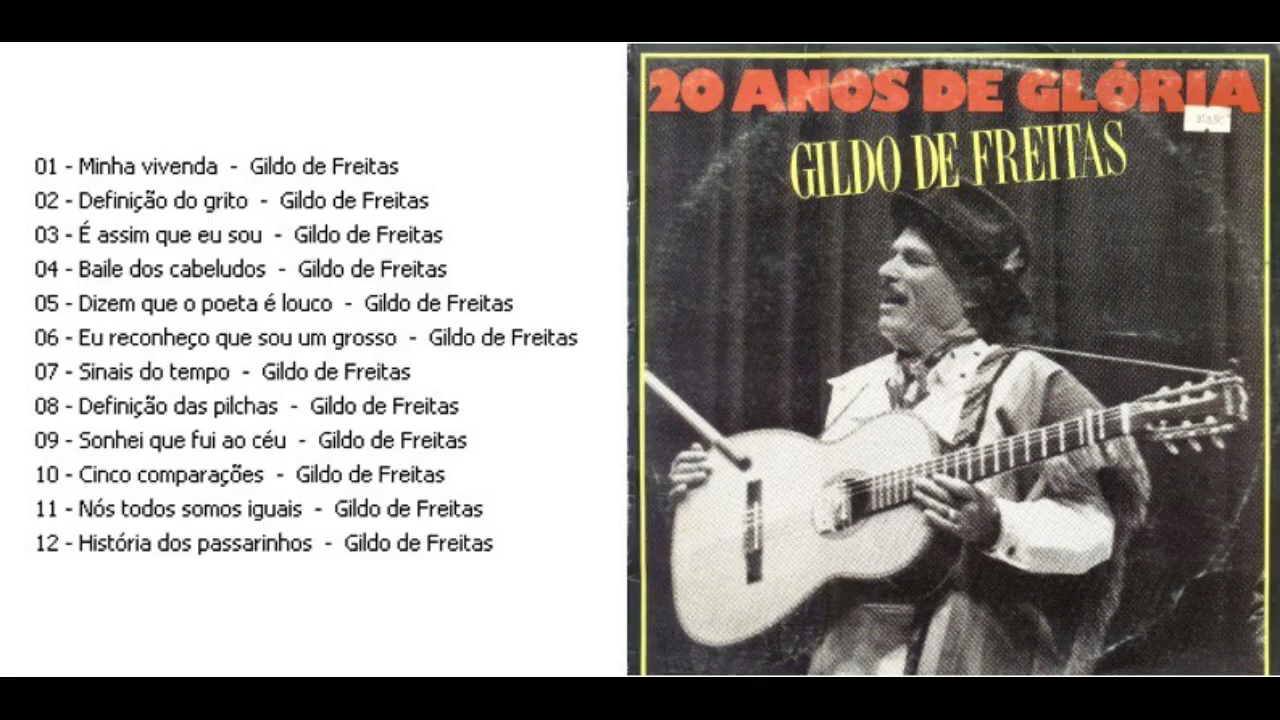 01 - Minha vivenda - Gildo de Freitas
02 - Definição do grito - Gildo de Freitas
03 - É assim que eu sou - Gildo de Freitas
04 - Baile dos cabeludos - Gildo de Freitas
05 - Dizem que o poeta é louco - Gildo de Freitas
06 - Eu reconheço que sou um grosso - Gildo de Freitas
07 - Sinais do tempo - Gildo de Freitas
08 - Definição das pilchas - Gildo de Freitas
09 - Sonhei que fui ao céu - Gildo de Freitas
10 - Cinco comparações - Gildo de Freitas
11 - Nós todos somos iguais - Gildo de Freitas
12 - História dos passarinhos - Gildo de Freitas
20 ANOS DE GLÓRIA
GILDO DE FREITAS